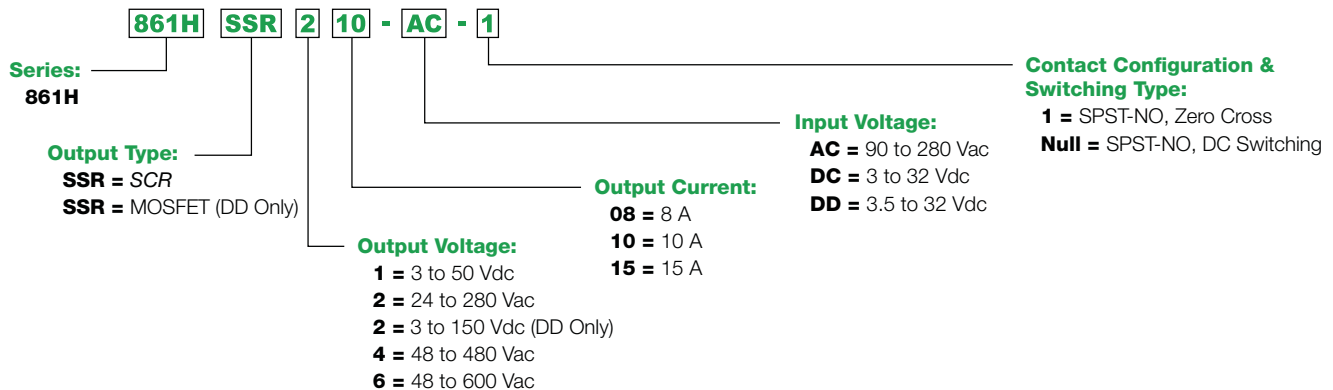 861H SSR 2 10 - AC - 1
Series:
861H
Output Type:
SSR = SCR
SSR = MOSFET (DD Only)
Output Voltage:
1 = 3 to 50 Vdc
2 = 24 to 280 Vac
2 = 3 to 150 Vdc (DD Only)
4 = 48 to 480 Vac
6 = 48 to 600 Vac
Output Current:
08 = 8 A
10 = 10 A
15 = 15 A
Input Voltage:
AC = 90 to 280 Vac
DC = 3 to 32 Vdc
DD = 3.5 to 32 Vdc
Contact Configuration &
Switching Type:
1 = SPST-NO, Zero Cross
Null = SPST-NO, DC Switching